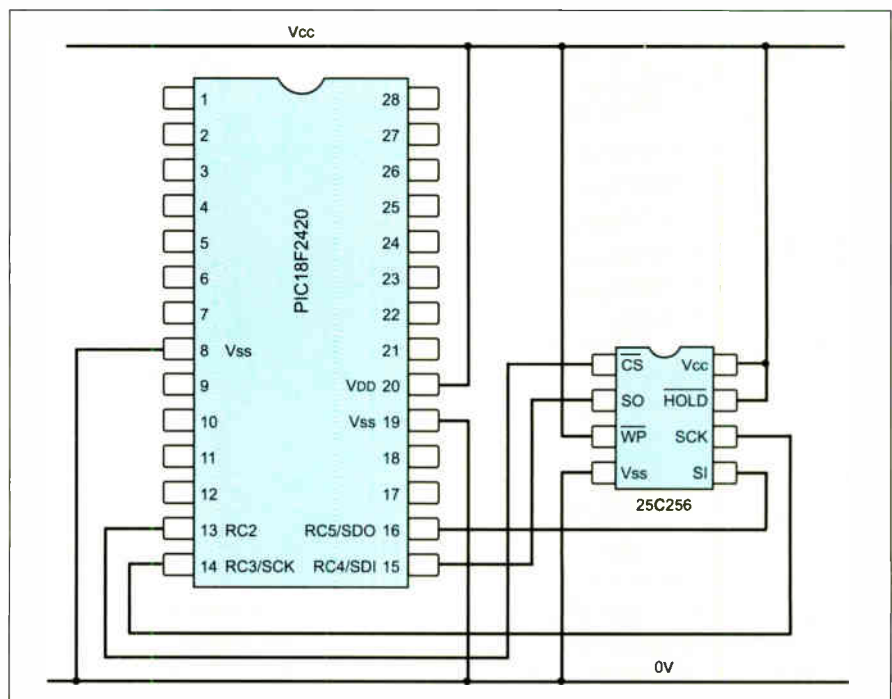 Vcc
1 28
2 27
3 26
4 25
5 24
6 23
7 22
8 Vss 21
9 VDD 20
10 Vss 19
11 18
12 17
13 RC2 RC5/SDO 16
14 RC3/SCK RC4/SDI 15
PIC18F2420
CS Vcc
SO HOLD
WP SCK
Vss SI
25C256
0V